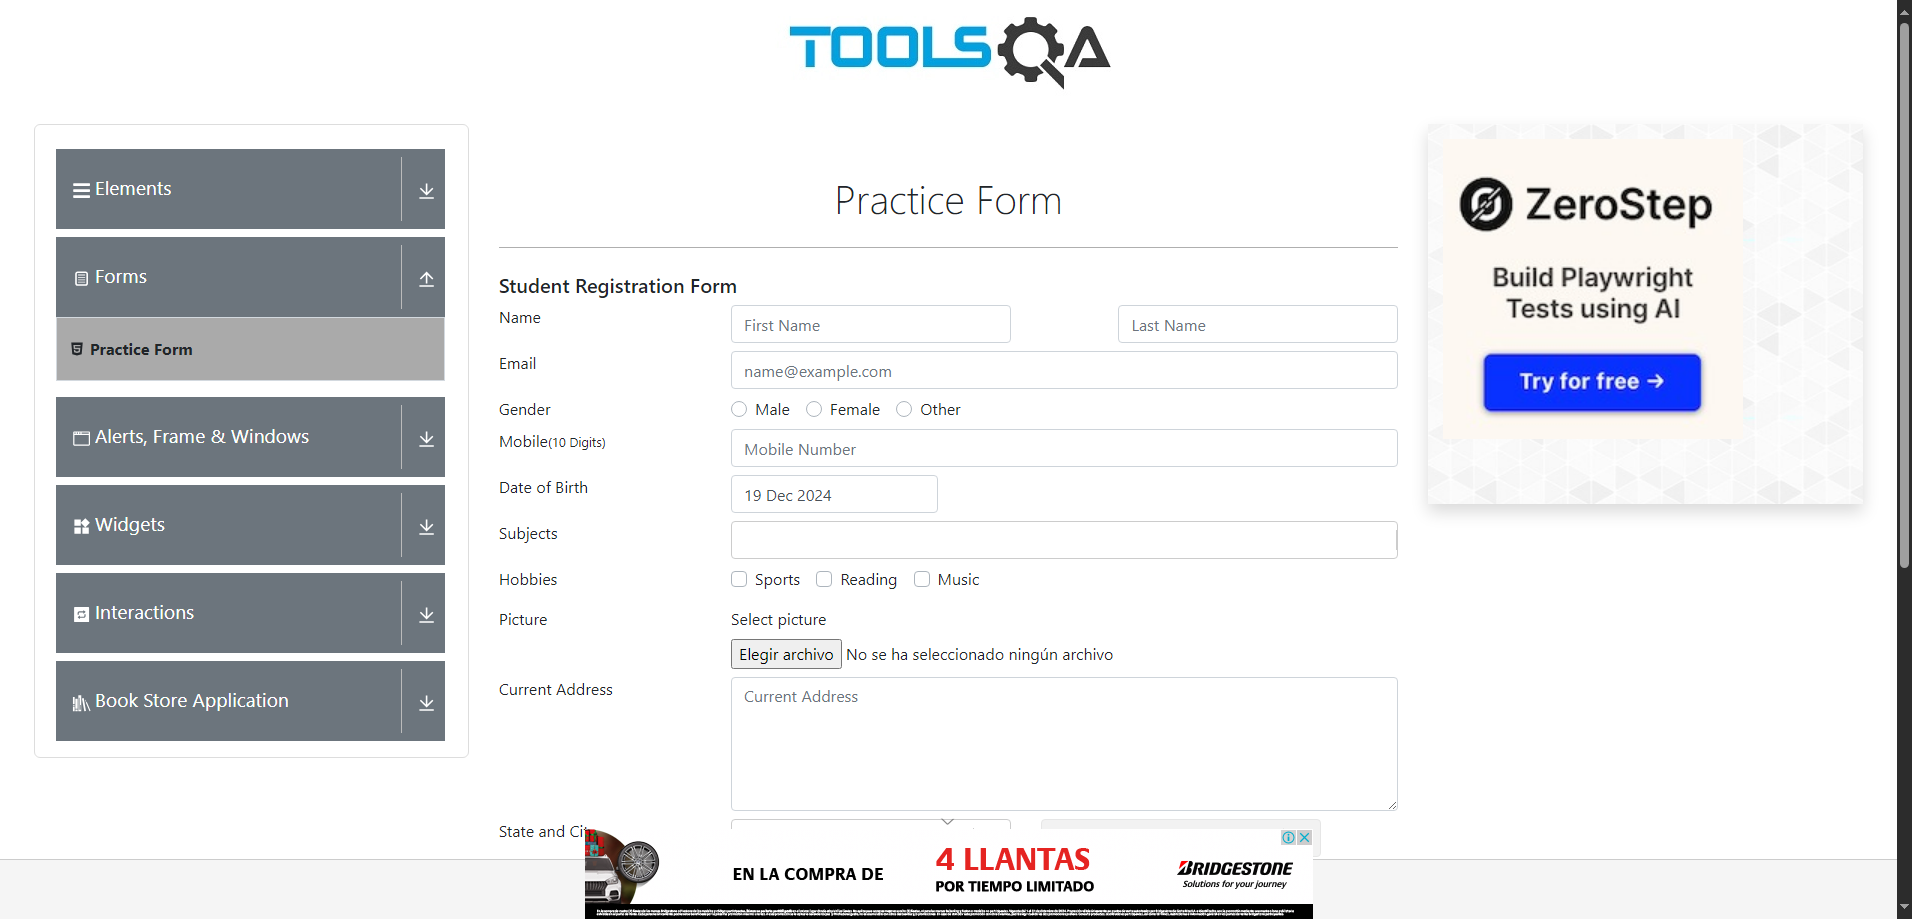 TOOLSQA
Elements
Forms
Practice Form
Alerts, Frame & Windows
Widgets
Interactions
Book Store Application
Practice Form
Student Registration Form
Name
First Name
Last Name
Email
name@example.com
Gender
Male
Female
Other
Mobile(10 Digits)
Mobile Number
Date of Birth
19 Dec 2024
Subjects
Hobbies
Sports
Reading
Music
Picture
Select picture
Elegir archivo No se ha seleccionado ningún archivo
Current Address
Current Address
State and Cit
ZeroStep
Build Playwright
Tests using AI
Try for free →
EN LA COMPRA DE
4 LLANTAS
POR TIEMPO LIMITADO
BRIDGESTONE
Solutions for your journey